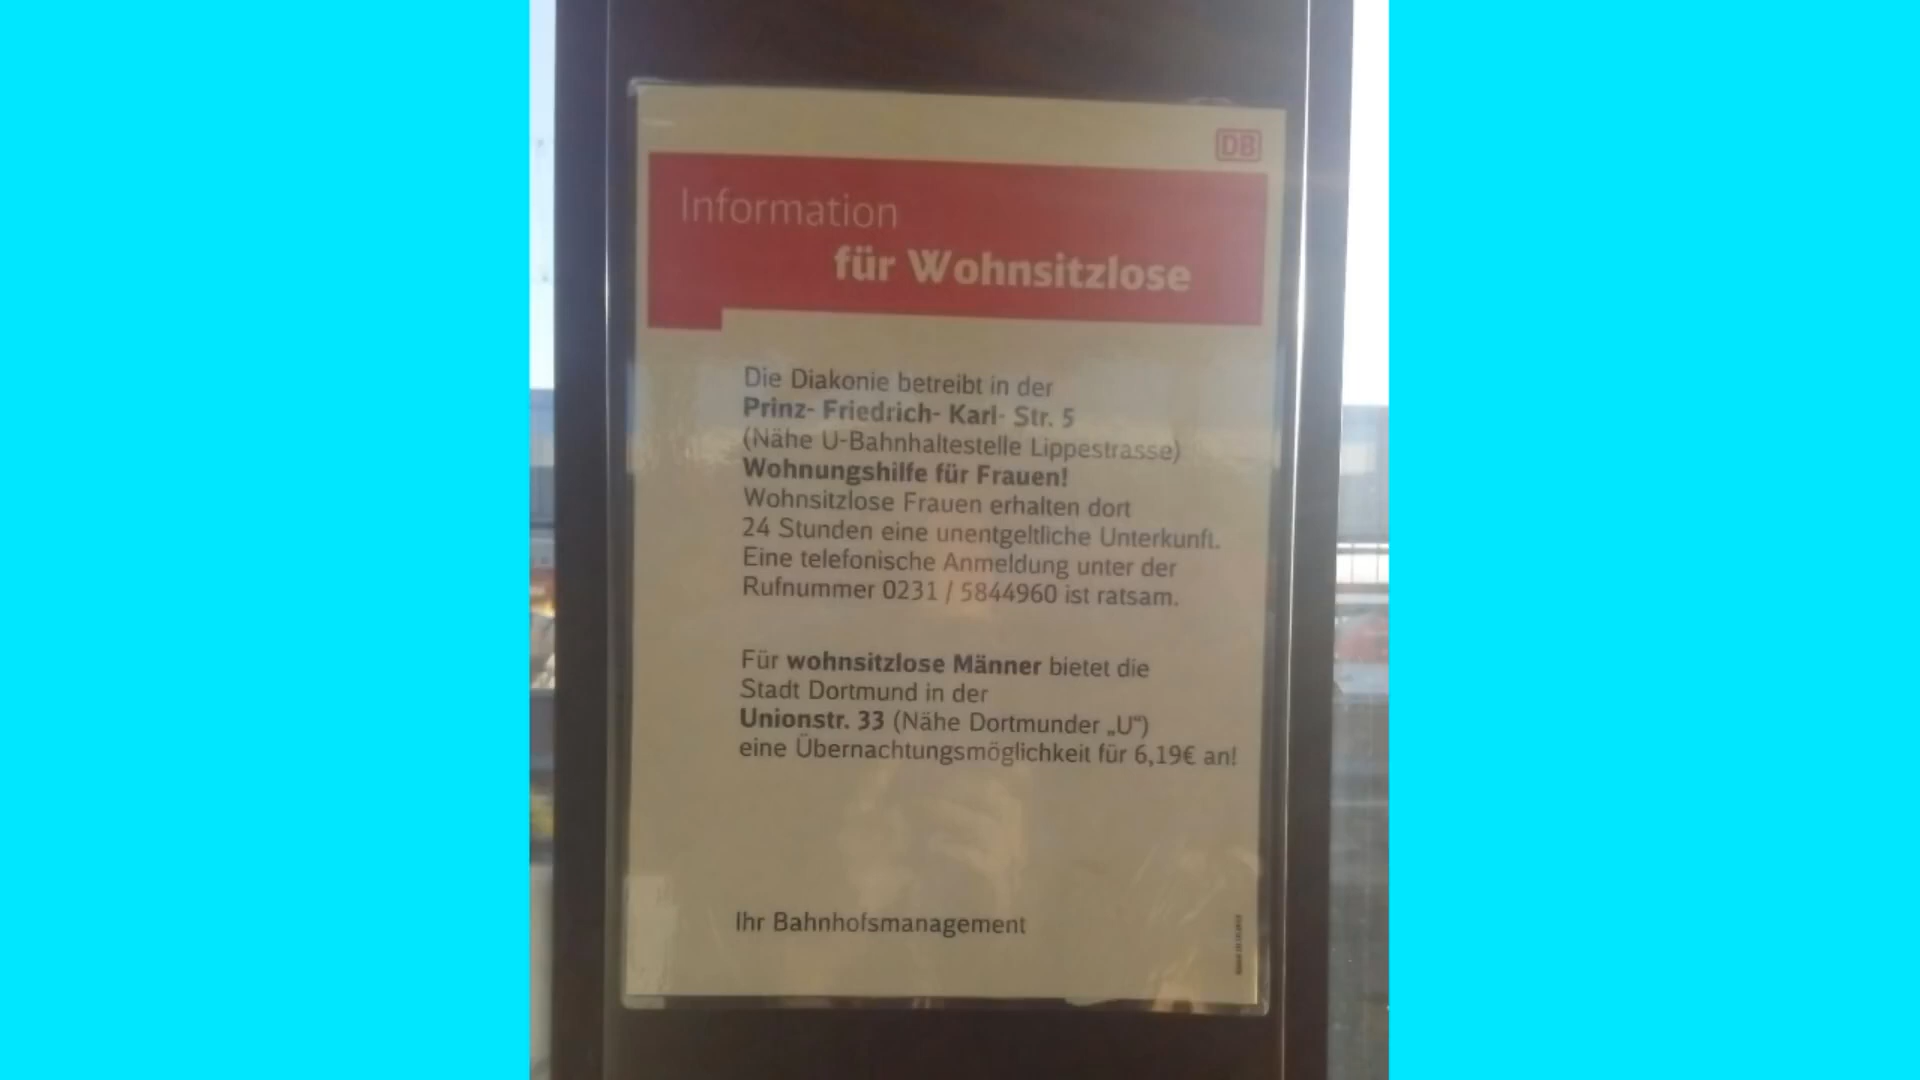 DB
Information
für Wohnsitzlose
Die Diakonie betreibt in der
Prinz- Friedrich- Karl- Str. 5
(Nähe U-Bahnhaltestelle Lippestrasse)
Wohnungshilfe für Frauen!
Wohnsitzlose Frauen erhalten dort
24 Stunden eine unentgeltliche Unterkunft.
Eine telefonische Anmeldung unter der
Rufnummer 0231 / 5844960 ist ratsam.
Für wohnsitzlose Männer bietet die
Stadt Dortmund in der
Unionstr. 33 (Nähe Dortmunder „U“)
eine Übernachtungsmöglichkeit für 6,19€ an!
Ihr Bahnhofsmanagement